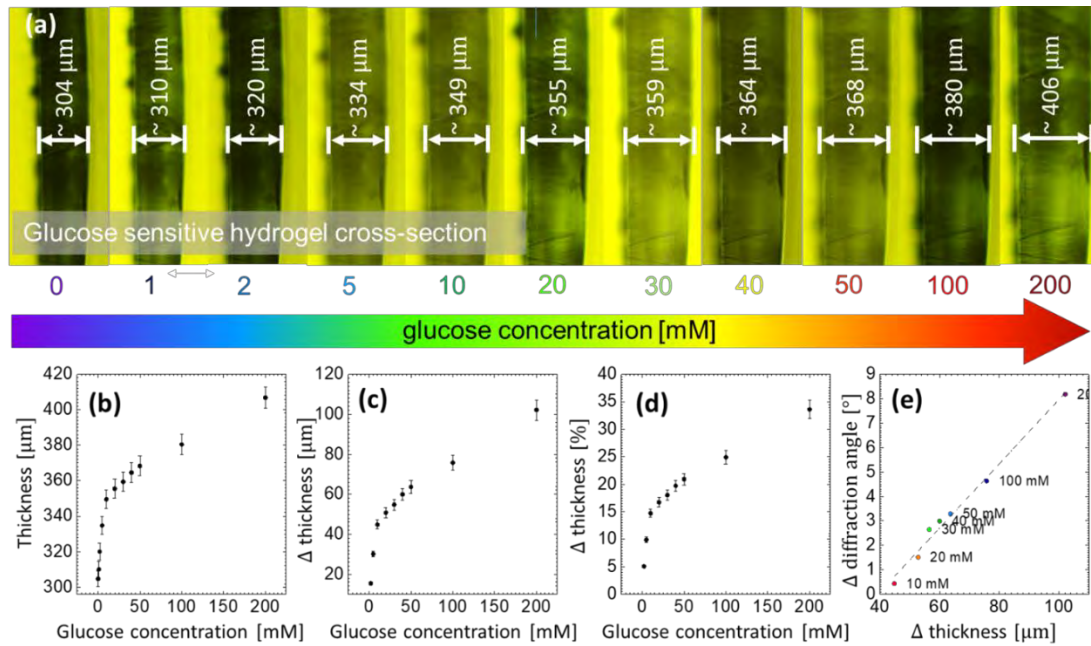 (a)
~ 304 μm
~ 310 μm
~ 320 μm
~ 334 μm
~ 349 μm
~ 355 μm
~ 359 μm
~ 364 μm
~ 368 μm
~ 380 μm
~ 406 μm
Glucose sensitive hydrogel cross-section
0 1 2 5 10 20 30 40 50 100 200
glucose concentration [mM]
(b)
Thickness [μm]
420
400
380
360
340
320
300
0 50 100 150 200
Glucose concentration [mM]
(c)
Δ thickness [μm]
120
100
80
60
40
20
0
0 50 100 150 200
Glucose concentration [mM]
(d)
Δ thickness [%]
40
35
30
25
20
15
10
5
0
0 50 100 150 200
Glucose concentration [mM]
(e)
Δ diffraction angle [°]
9
8
7
6
5
4
3
2
1
0
20
100 mM
50 mM
40 mM
30 mM
20 mM
10 mM
40 60 80 100
Δ thickness [μm]